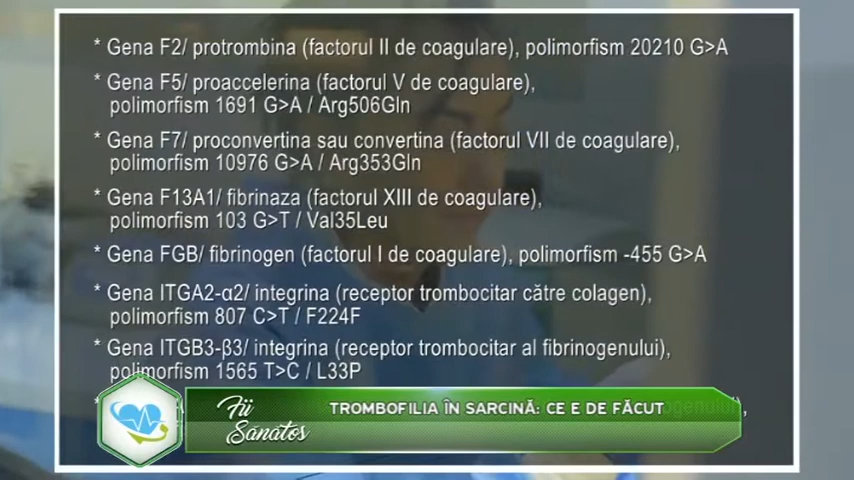 * Gena F2/ protrombina (factorul II de coagulare), polimorfism 20210 G>A
* Gena F5/ proaccelerina (factorul V de coagulare),
polimorfism 1691 G>A / Arg506Gln
* Gena F7/ proconvertina sau convertina (factorul VII de coagulare),
polimorfism 10976 G>A / Arg353Gln
* Gena F13A1/ fibrinaza (factorul XIII de coagulare),
polimorfism 103 G>T / Val35Leu
* Gena FGB/ fibrinogen (factorul I de coagulare), polimorfism -455 G>A
* Gena ITGA2-α2/ integrina (receptor trombocitar către colagen),
polimorfism 807 C>T / F224F
* Gena ITGB3-β3/ integrina (receptor trombocitar al fibrinogenului),
polimorfism 1565 T>C / L33P
Fii
Sănătos
TROMBOFILIA ÎN SARCINĂ: CE E DE FĂCUT